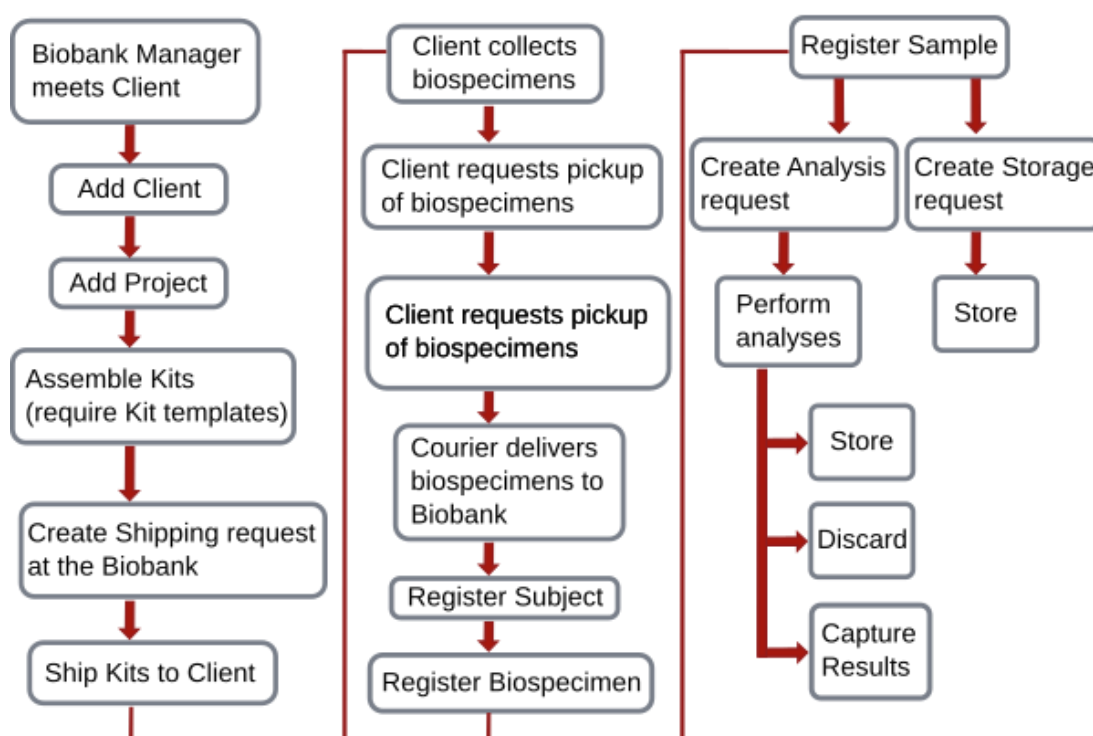 Biobank Manager
meets Client
Add Client
Add Project
Assemble Kits
(require Kit templates)
Create Shipping request
at the Biobank
Ship Kits to Client
Client collects
biospecimens
Client requests pickup
of biospecimens
Client requests pickup
of biospecimens
Courier delivers
biospecimens to
Biobank
Register Subject
Register Biospecimen
Register Sample
Create Analysis
request
Create Storage
request
Perform
analyses
Store
Store
Discard
Capture
Results